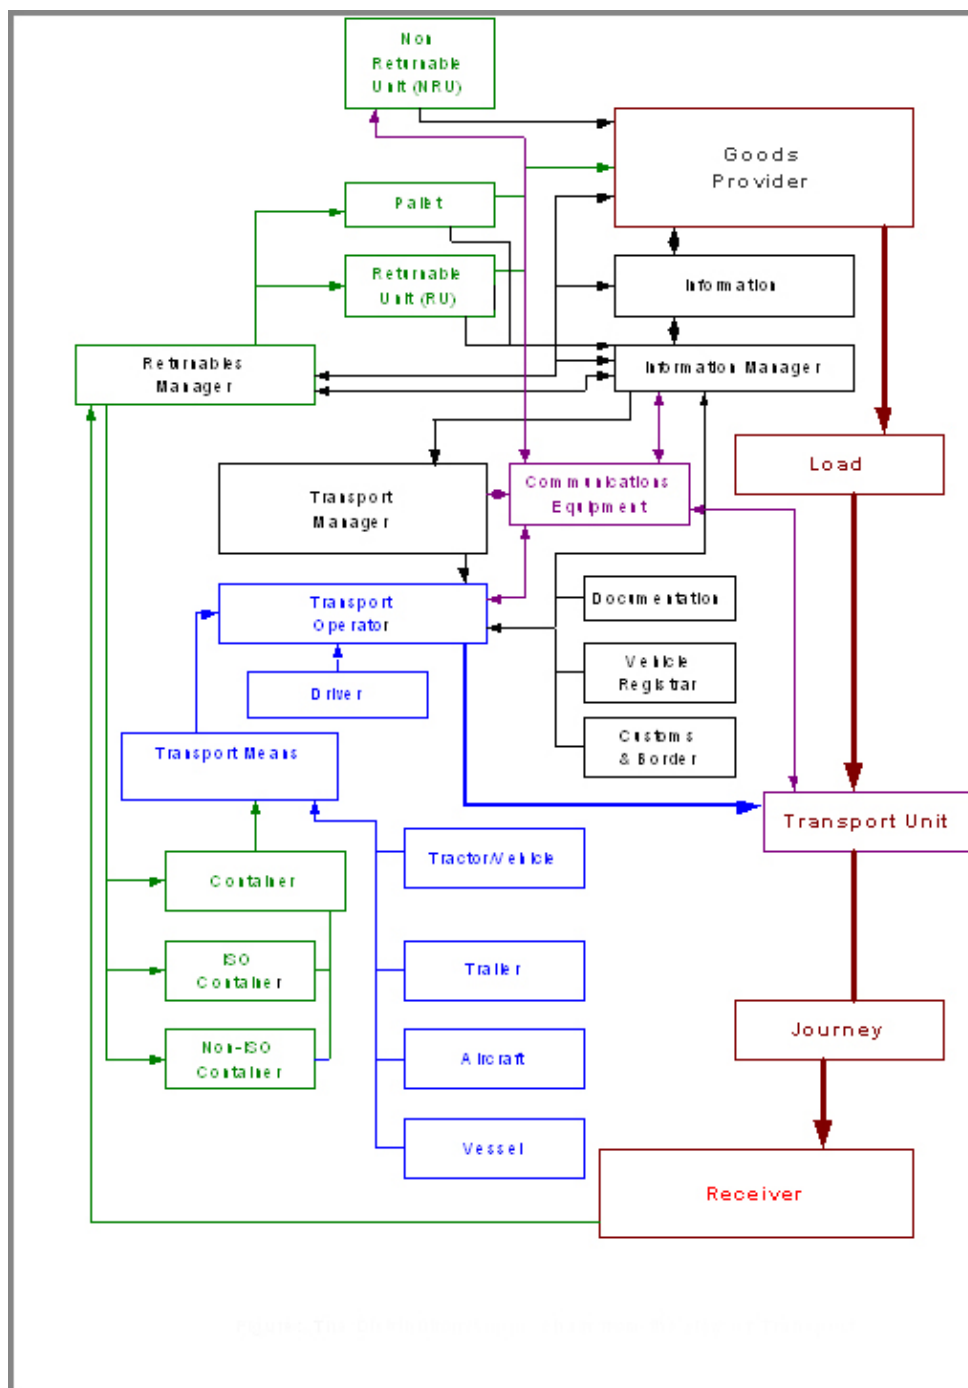 Non
Returnable
Unit (NRU)
Goods
Provider
Pallet
Returnable
Unit (RU)
Information
Returnables
Manager
Information Manager
Load
Communications
Equipment
Transport
Manager
Transport
Operator
Documentation
Vehicle
Registrar
Driver
Customs
& Border
Transport Means
Transport Unit
Tractor/Vehicle
Container
ISO
Container
Trailer
Journey
Non-ISO
Container
Aircraft
Vessel
Receiver